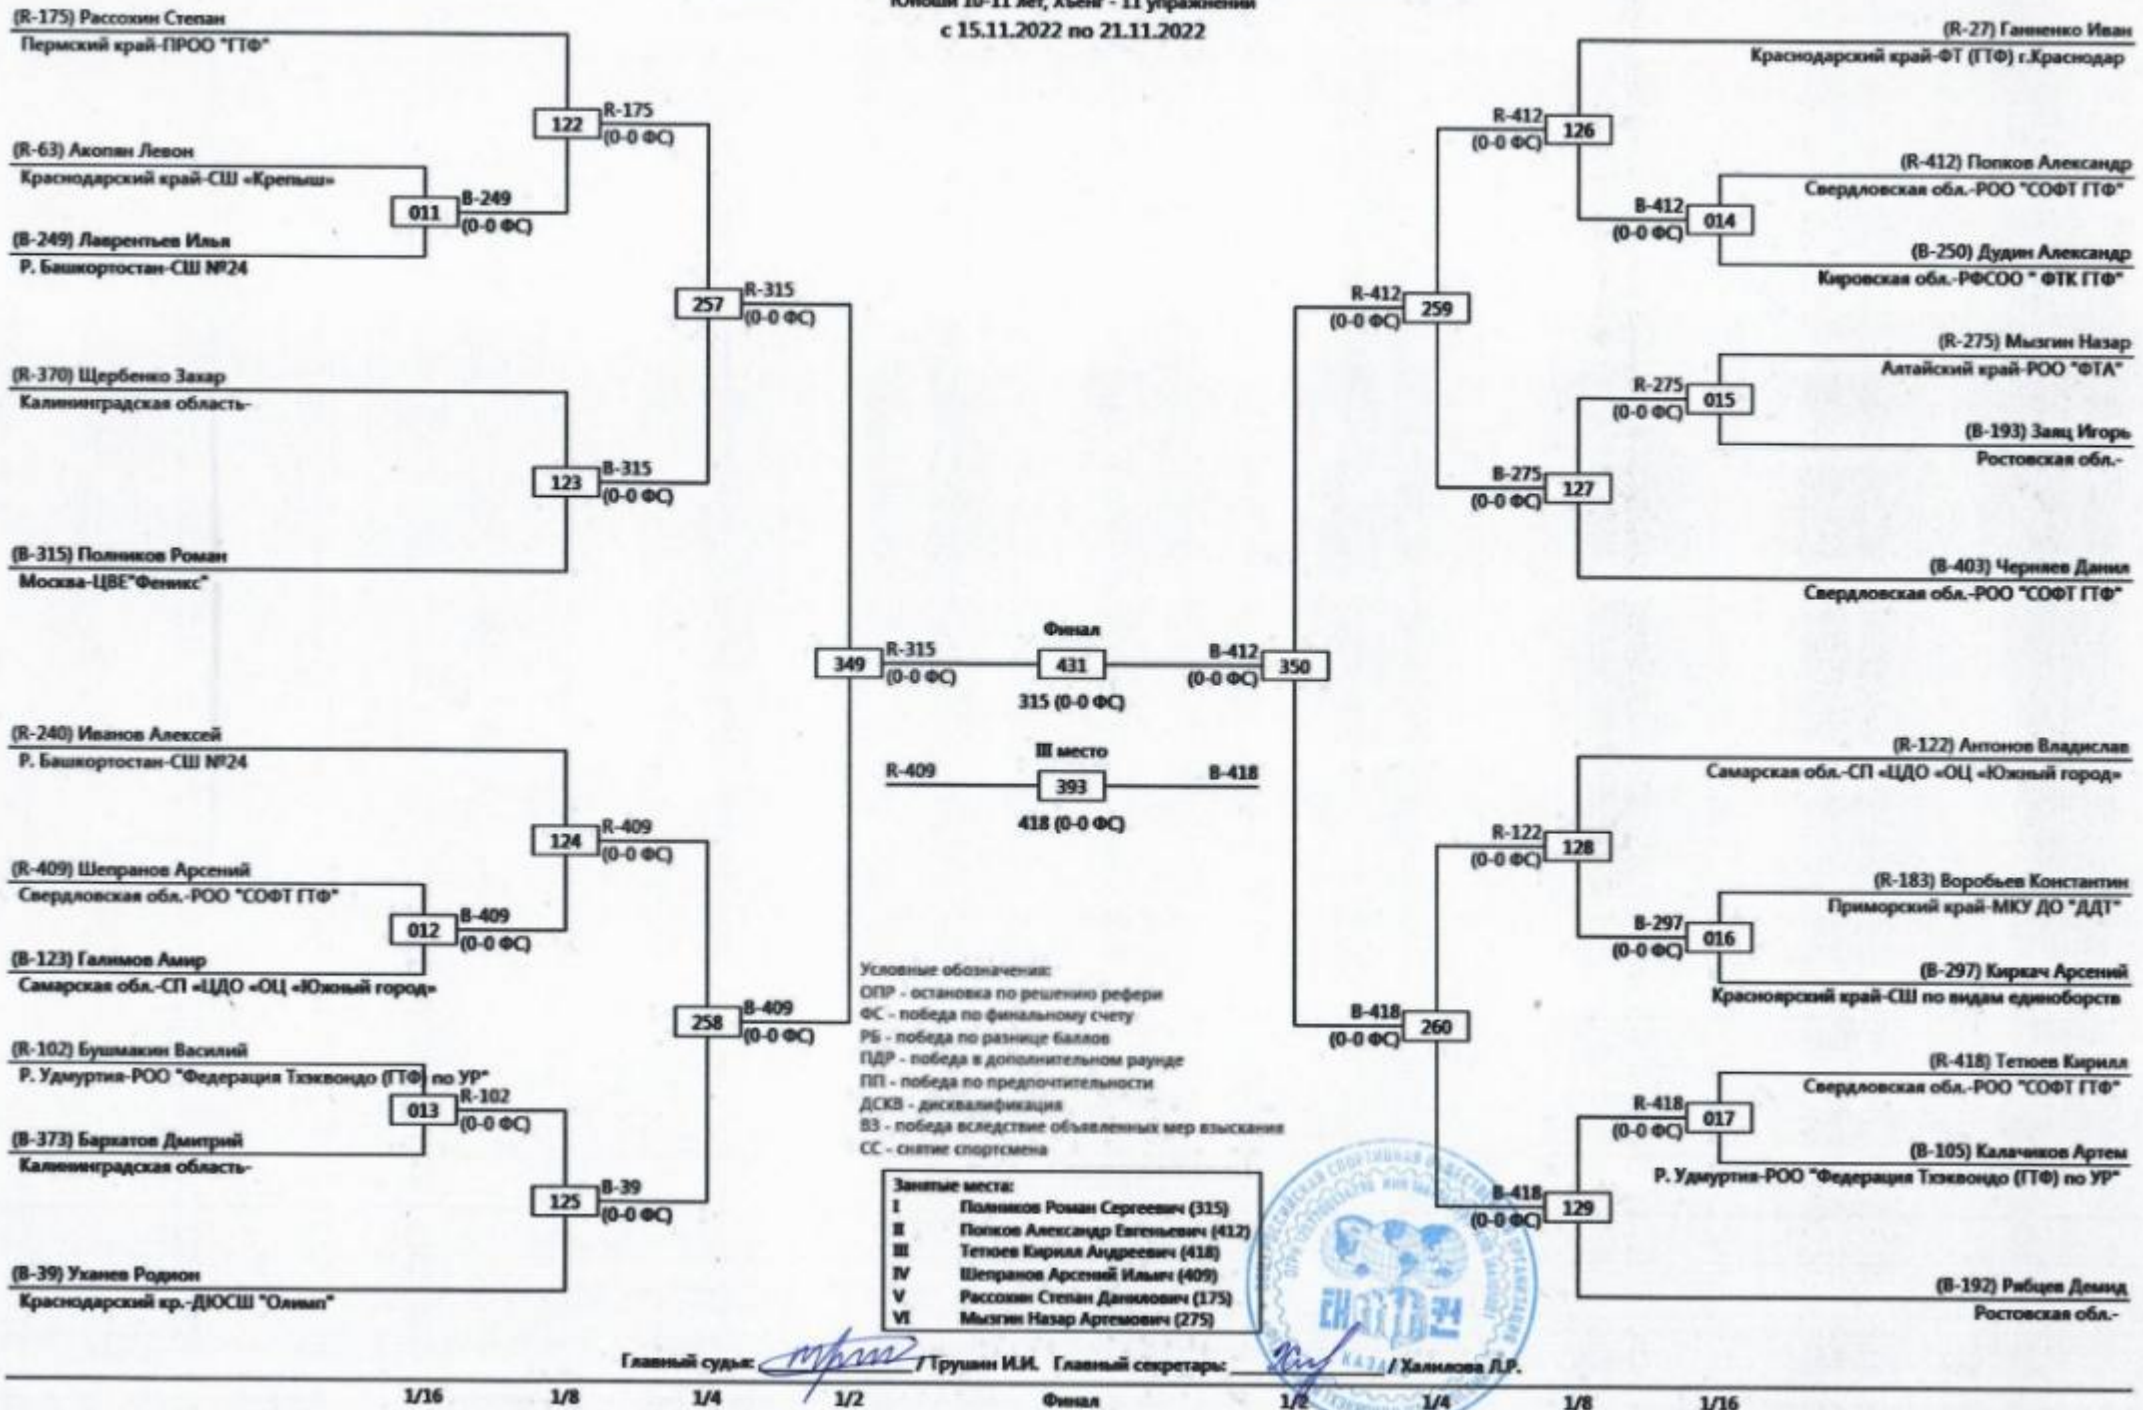 Юноши 10-11 лет, Хъенг - 11 упражнений
с 15.11.2022 по 21.11.2022
(R-175) Рассохин Степан
Пермский край-ПРОО "ГТФ"
122
R-175
(0-0 ФС)
(R-63) Акопян Левон
Краснодарский край-СШ «Крепыш»
011
B-249
(0-0 ФС)
(B-249) Лаврентьев Илья
Р. Башкортостан-СШ №24
257
R-315
(0-0 ФС)
(R-370) Щербенко Захар
Калининградская область-
123
B-315
(0-0 ФС)
(B-315) Полников Роман
Москва-ЦВЕ"Феникс"
349
R-315
(0-0 ФС)
(R-240) Иванов Алексей
Р. Башкортостан-СШ №24
124
R-409
(0-0 ФС)
(R-409) Шепранов Арсений
Свердловская обл.-РОО "СОФТ ГТФ"
012
B-409
(0-0 ФС)
(B-123) Галимов Амир
Самарская обл.-СП «ЦДО «ОЦ «Южный город»
258
B-409
(0-0 ФС)
(R-102) Бушмакин Василий
Р. Удмуртия-РОО "Федерация Тхэквондо (ГТФ) по УР"
013
R-102
(0-0 ФС)
(B-373) Бархатов Дмитрий
Калининградская область-
125
B-39
(0-0 ФС)
(B-39) Уханев Родион
Краснодарский кр.-ДЮСШ "Олимп"
Финал
431
315 (0-0 ФС)
III место
R-409
393
B-418
418 (0-0 ФС)
(R-27) Ганненко Иван
Краснодарский край-ФТ (ГТФ) г.Краснодар
R-412
(0-0 ФС)
126
(R-412) Попков Александр
Свердловская обл.-РОО "СОФТ ГТФ"
B-412
(0-0 ФС)
014
(B-250) Дудин Александр
Кировская обл.-РФСОО " ФТК ГТФ"
R-412
(0-0 ФС)
259
(R-275) Мызгин Назар
Алтайский край-РОО "ФТА"
R-275
(0-0 ФС)
015
(B-193) Заяц Игорь
Ростовская обл.-
B-275
(0-0 ФС)
127
(B-403) Черняев Данил
Свердловская обл.-РОО "СОФТ ГТФ"
B-412
(0-0 ФС)
350
(R-122) Антонов Владислав
Самарская обл.-СП «ЦДО «ОЦ «Южный город»
R-122
(0-0 ФС)
128
(R-183) Воробьев Константин
Приморский край-МКУ ДО "ДДТ"
B-297
(0-0 ФС)
016
(B-297) Киркач Арсений
Красноярский край-СШ по видам единоборств
B-418
(0-0 ФС)
260
(R-418) Тетюев Кирилл
Свердловская обл.-РОО "СОФТ ГТФ"
R-418
(0-0 ФС)
017
(B-105) Калачиков Артем
Р. Удмуртия-РОО "Федерация Тхэквондо (ГТФ) по УР"
B-418
(0-0 ФС)
129
(B-192) Рябцев Демид
Ростовская обл.-
Условные обозначения:
ОПР - остановка по решению рефери
ФС - победа по финальному счету
РБ - победа по разнице баллов
ПДР - победа в дополнительном раунде
ПП - победа по предпочтительности
ДСКВ - дисквалификация
ВЗ - победа вследствие объявленных мер взыскания
СС - снятие спортсмена
Занятые места:
I Полников Роман Сергеевич (315)
II Попков Александр Евгеньевич (412)
III Тетюев Кирилл Андреевич (418)
IV Шепранов Арсений Ильич (409)
V Рассохин Степан Данилович (175)
VI Мызгин Назар Артемович (275)
Главный судья: / Трушин И.И. Главный секретарь: / Халилова Л.Р.
1/16 1/8 1/4 1/2 Финал 1/2 1/4 1/8 1/16